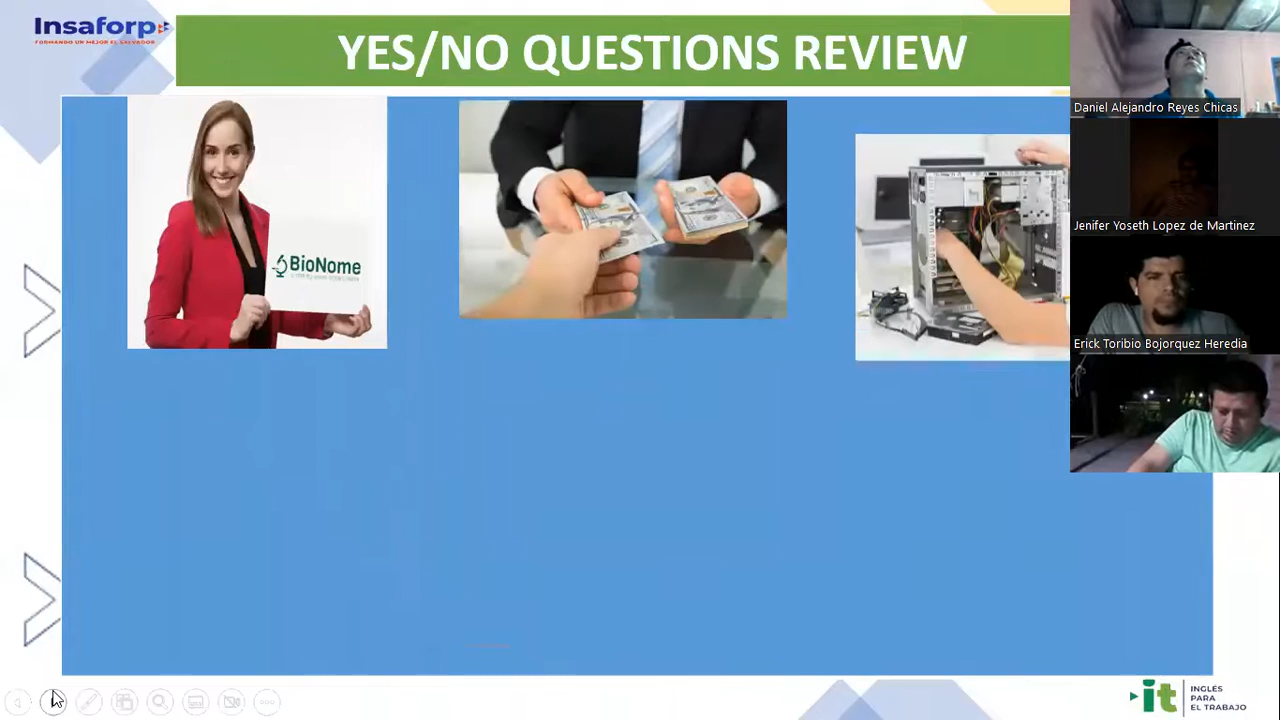 Insaforp
FORMANDO UN MEJOR EL SALVADOR
YES/NO QUESTIONS REVIEW
BioNome
Daniel Alejandro Reyes Chicas
Jenifer Yoseth Lopez de Martinez
Erick Toribio Bojorquez Heredia
it
INGLÉS
PARA
EL TRABAJO